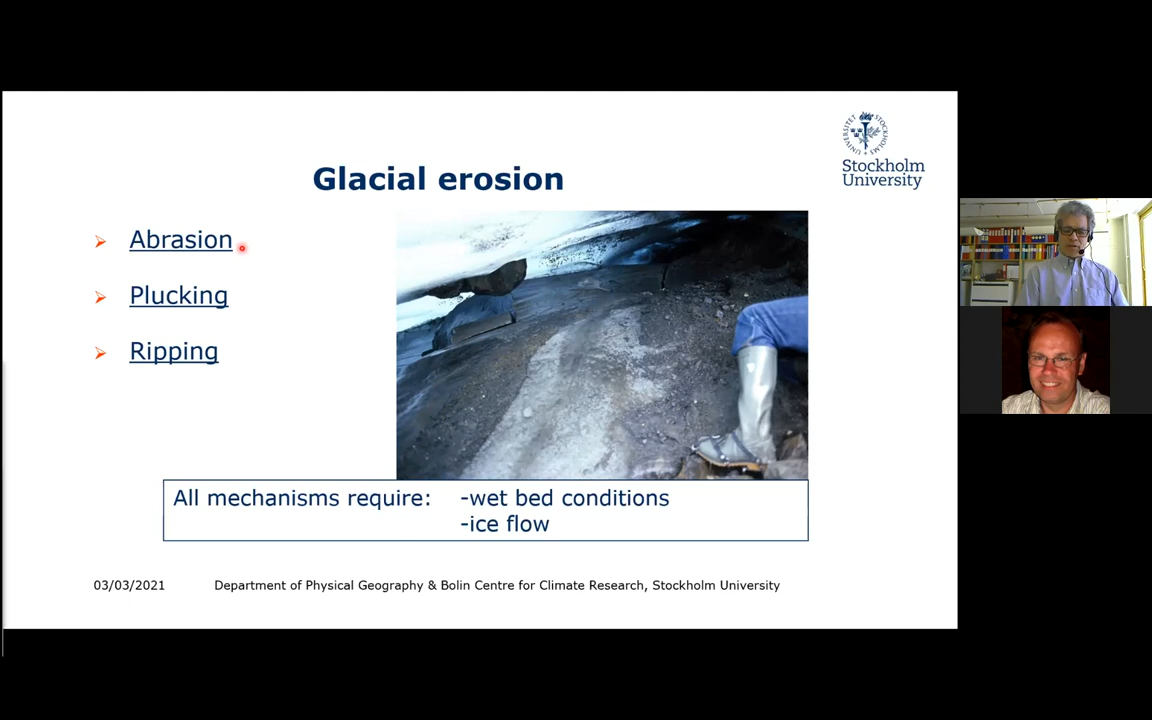 Glacial erosion
Stockholm
University
Abrasion
Plucking
Ripping
All mechanisms require: -wet bed conditions
-ice flow
03/03/2021 Department of Physical Geography & Bolin Centre for Climate Research, Stockholm University